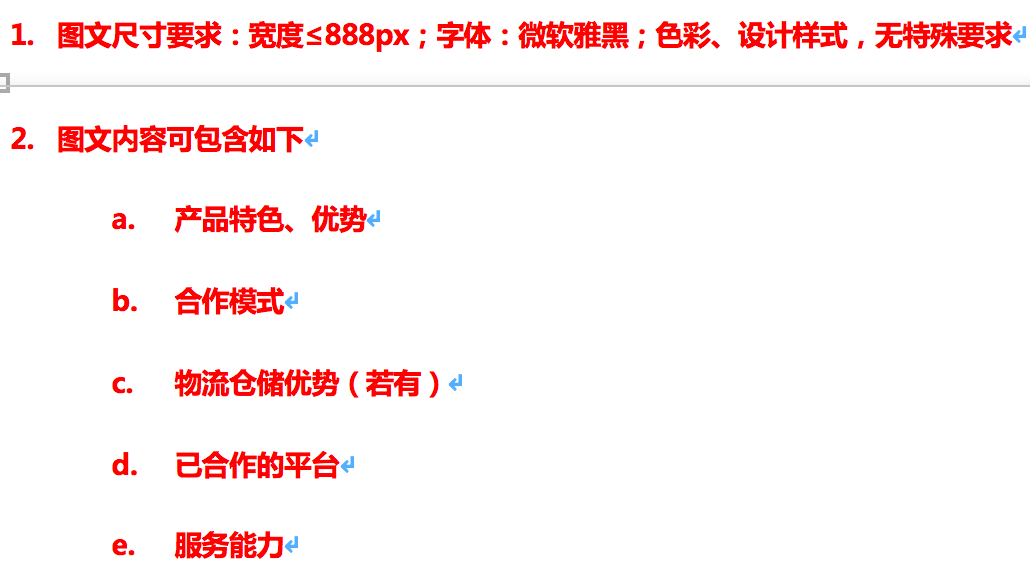 1. 图文尺寸要求：宽度≤888px；字体：微软雅黑；色彩、设计样式，无特殊要求
2. 图文内容可包含如下
a. 产品特色、优势
b. 合作模式
c. 物流仓储优势（若有）
d. 已合作的平台
e. 服务能力